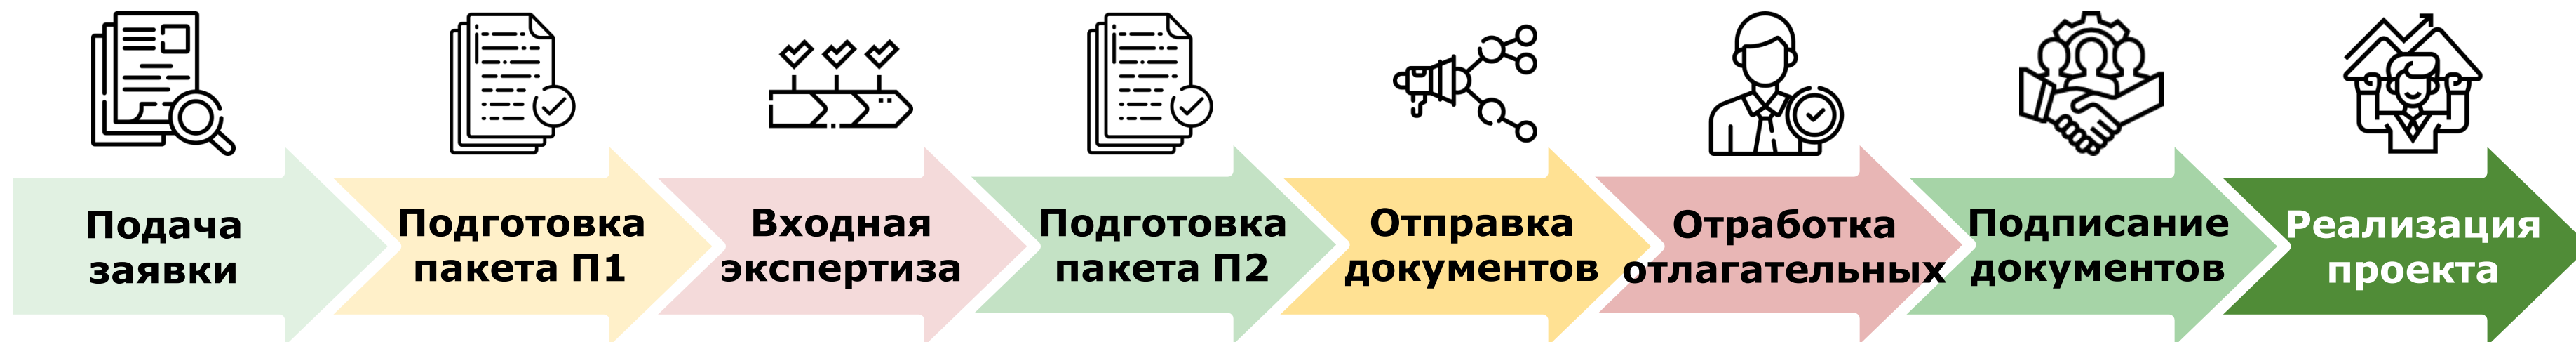 Подача
заявки
Подготовка
пакета П1
Входная
экспертиза
Подготовка
пакета П2
Отправка
документов
Отработка
отлагательных
Подписание
документов
Реализация
проекта